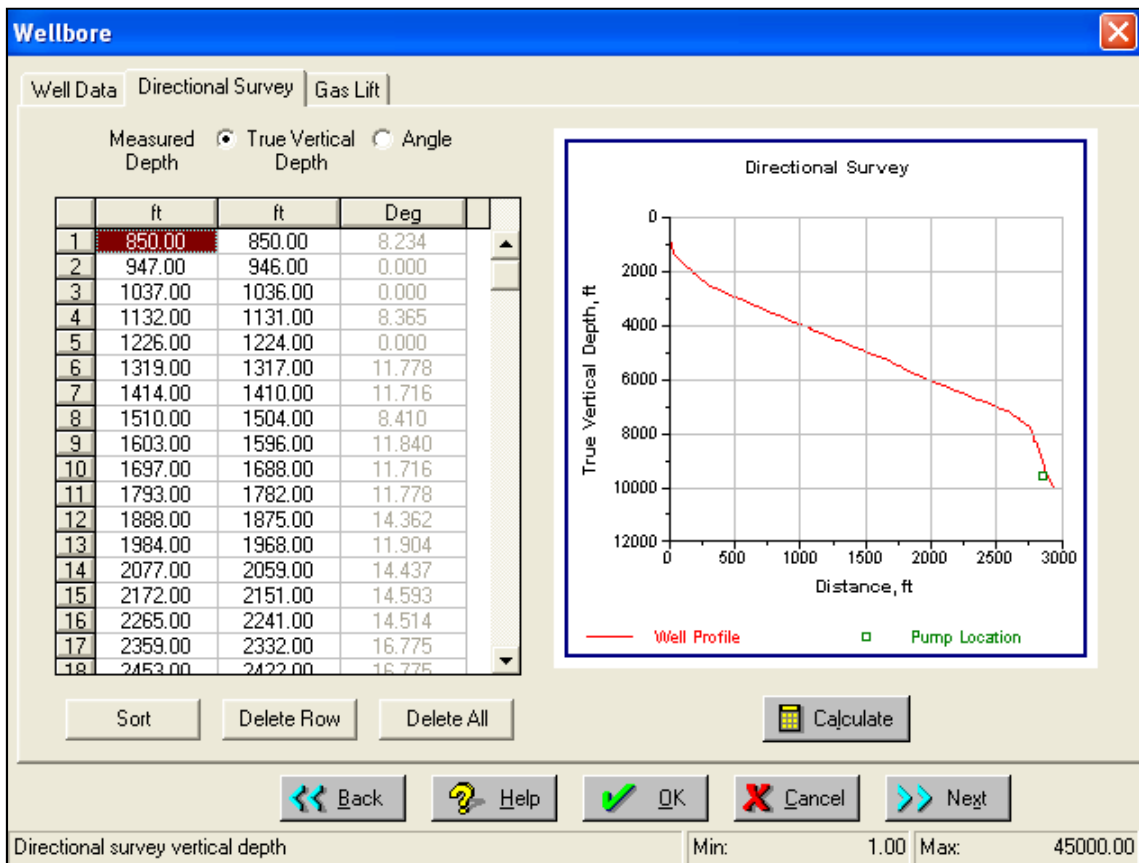 Wellbore
Well Data Directional Survey Gas Lift
Measured Depth True Vertical Depth Angle
ft ft Deg
1 850.00 850.00 8.234
2 947.00 946.00 0.000
3 1037.00 1036.00 0.000
4 1132.00 1131.00 8.365
5 1226.00 1224.00 0.000
6 1319.00 1317.00 11.778
7 1414.00 1410.00 11.716
8 1510.00 1504.00 8.410
9 1603.00 1596.00 11.840
10 1697.00 1688.00 11.716
11 1793.00 1782.00 11.778
12 1888.00 1875.00 14.362
13 1984.00 1968.00 11.904
14 2077.00 2059.00 14.437
15 2172.00 2151.00 14.593
16 2265.00 2241.00 14.514
17 2359.00 2332.00 16.775
18 2453.00 2422.00 16.775
Sort Delete Row Delete All
Directional Survey
True Vertical Depth, ft
0
2000
4000
6000
8000
10000
12000
0 500 1000 1500 2000 2500 3000
Distance, ft
Well Profile Pump Location
Calculate
Back Help OK Cancel Next
Directional survey vertical depth Min: 1.00 Max: 45000.00